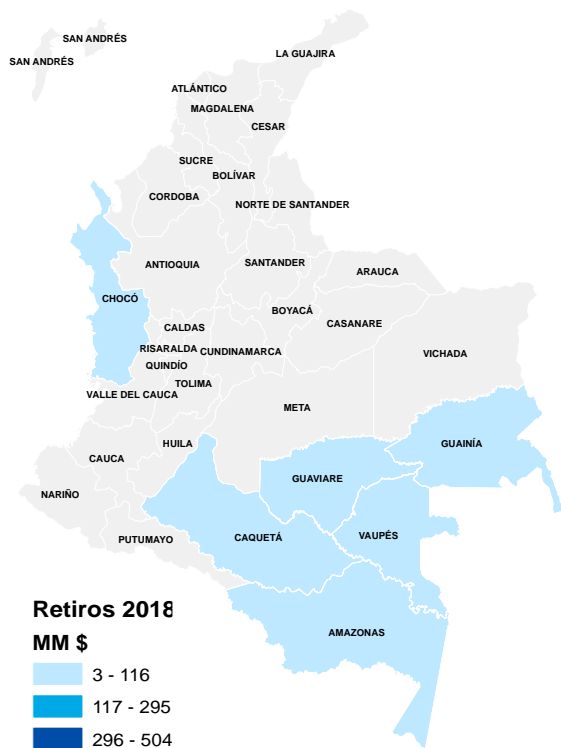 SAN ANDRÉS
SAN ANDRÉS
LA GUAJIRA
ATLÁNTICO
MAGDALENA
CESAR
SUCRE
BOLÍVAR
CORDOBA
NORTE DE SANTANDER
ANTIOQUIA
SANTANDER
ARAUCA
CHOCÓ
BOYACÁ
CASANARE
CALDAS
RISARALDA
CUNDINAMARCA
VICHADA
QUINDÍO
TOLIMA
VALLE DEL CAUCA
META
HUILA
GUAINÍA
CAUCA
GUAVIARE
NARIÑO
CAQUETÁ
VAUPÉS
PUTUMAYO
AMAZONAS
Retiros 2018
MM $
3 - 116
117 - 295
296 - 504